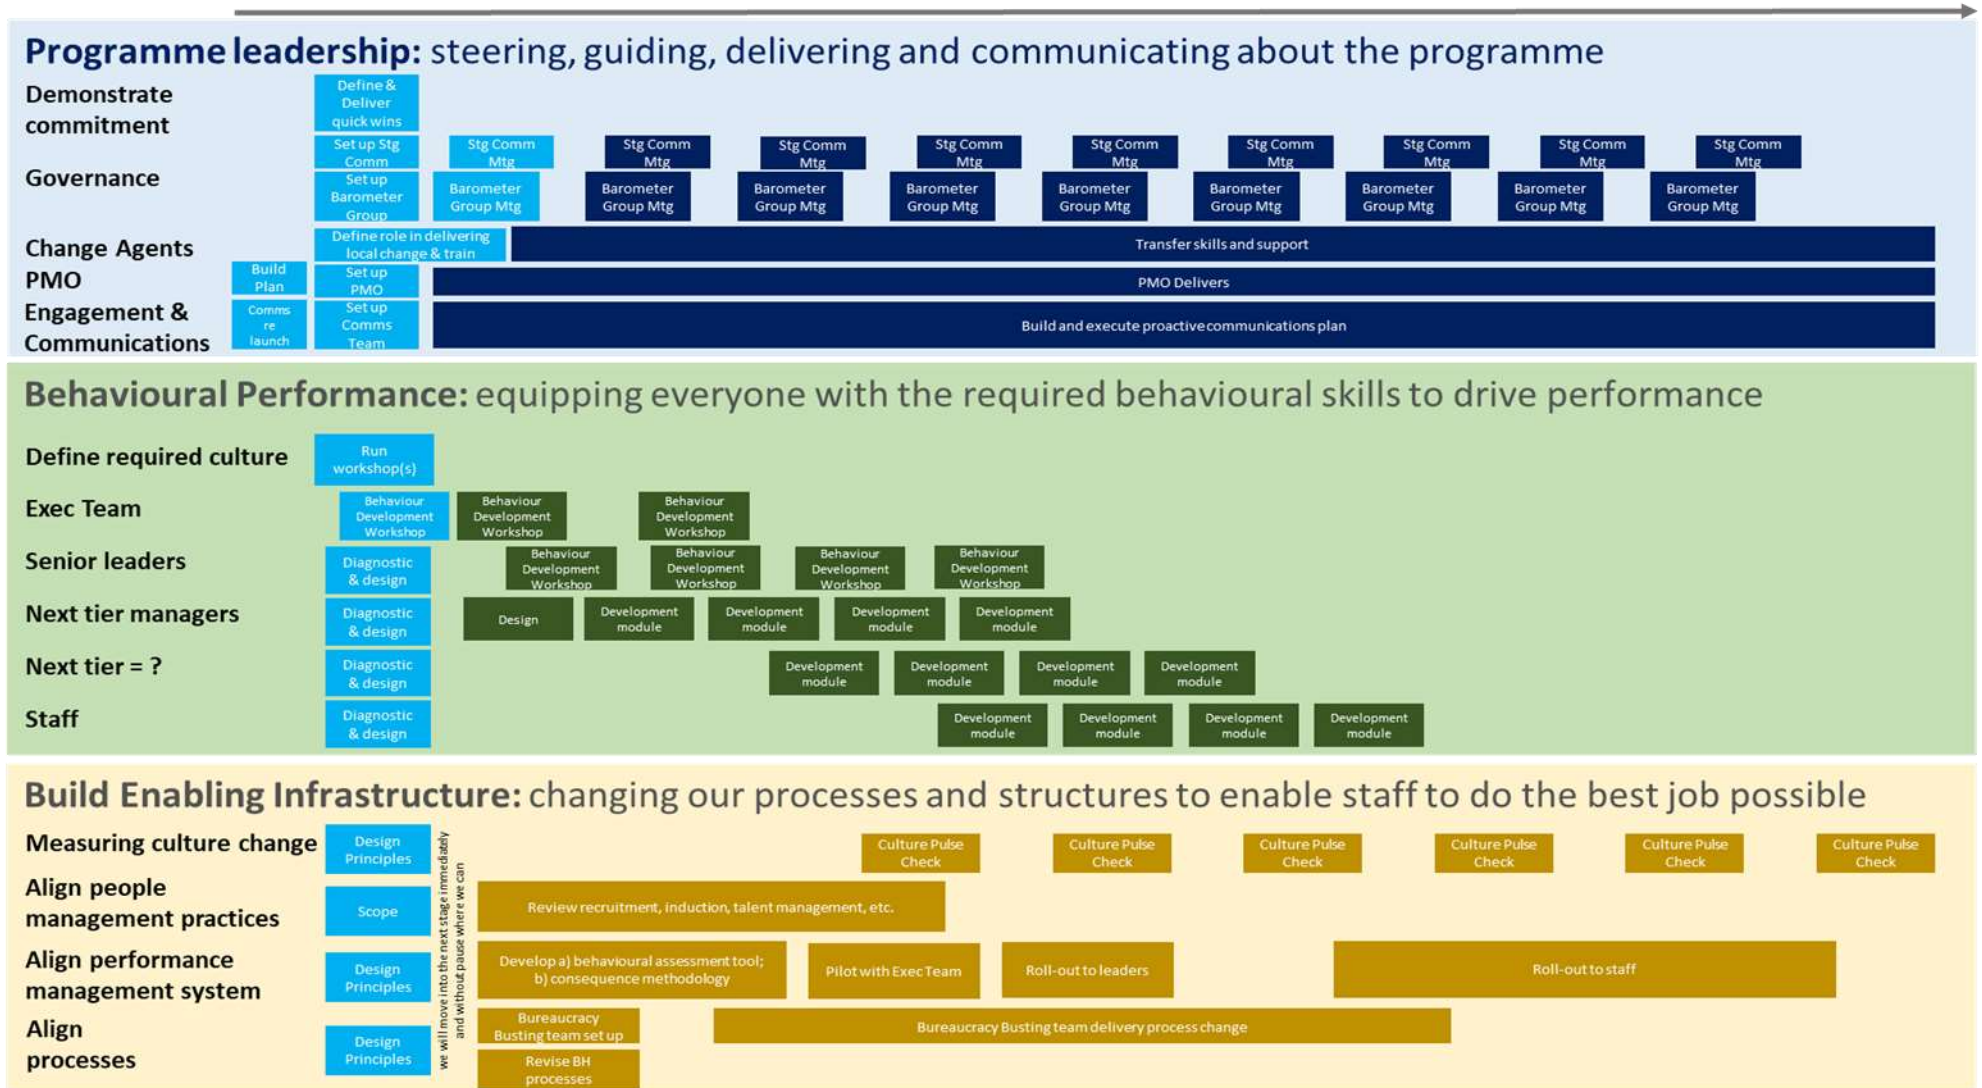 Programme leadership: steering, guiding, delivering and communicating about the programme
Demonstrate
commitment
Define &
Deliver
quick wins
Governance
Set up Stg
Comm
Stg Comm
Mtg
Stg Comm
Mtg
Stg Comm
Mtg
Stg Comm
Mtg
Stg Comm
Mtg
Stg Comm
Mtg
Stg Comm
Mtg
Stg Comm
Mtg
Stg Comm
Mtg
Set up
Barometer
Group
Barometer
Group Mtg
Barometer
Group Mtg
Barometer
Group Mtg
Barometer
Group Mtg
Barometer
Group Mtg
Barometer
Group Mtg
Barometer
Group Mtg
Barometer
Group Mtg
Barometer
Group Mtg
Change Agents
Define role in delivering
local change & train
Transfer skills and support
PMO
Build
Plan
Set up
PMO
PMO Delivers
Engagement &
Communications
Comms
re
launch
Set up
Comms
Team
Build and execute proactive communications plan
Behavioural Performance: equipping everyone with the required behavioural skills to drive performance
Define required culture
Run
workshop(s)
Exec Team
Behaviour
Development
Workshop
Behaviour
Development
Workshop
Behaviour
Development
Workshop
Senior leaders
Diagnostic
& design
Behaviour
Development
Workshop
Behaviour
Development
Workshop
Behaviour
Development
Workshop
Behaviour
Development
Workshop
Next tier managers
Diagnostic
& design
Design
Development
module
Development
module
Development
module
Development
module
Next tier = ?
Diagnostic
& design
Development
module
Development
module
Development
module
Development
module
Staff
Diagnostic
& design
Development
module
Development
module
Development
module
Development
module
Build Enabling Infrastructure: changing our processes and structures to enable staff to do the best job possible
Measuring culture change
Design
Principles
we will move into the next stage immediately
and without pause where we can
Culture Pulse
Check
Culture Pulse
Check
Culture Pulse
Check
Culture Pulse
Check
Culture Pulse
Check
Culture Pulse
Check
Align people
management practices
Scope
Review recruitment, induction, talent management, etc.
Align performance
management system
Design
Principles
Develop a) behavioural assessment tool;
b) consequence methodology
Pilot with Exec Team
Roll-out to leaders
Roll-out to staff
Align
processes
Design
Principles
Bureaucracy
Busting team set up
Bureaucracy Busting team delivery process change
Revise BH
processes